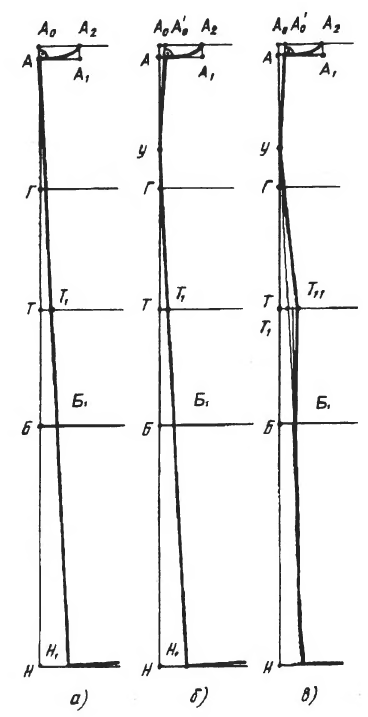 A₀ A₂
A
A₁
Г
Т T₁
Б₁
Б
H₁
Н
а)
A₀ A₀' A₂
A
A₁
У
Г
Т T₁
Б₁
Б
H₁
Н
б)
A₀ A₀' A₂
A
A₁
У
Г
Т T₁₁
T₁
Б₁
Б
Н
в)